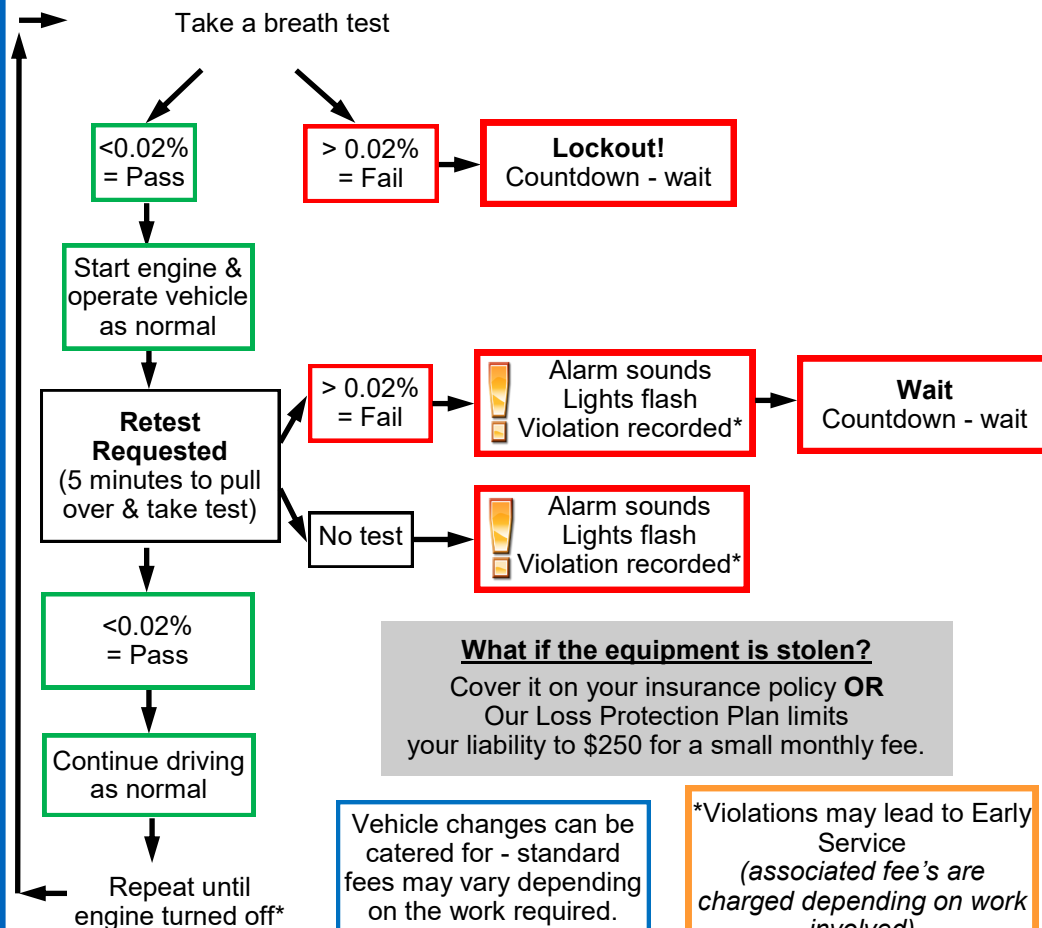 Take a breath test
<0.02%
= Pass
> 0.02%
= Fail
Lockout!
Countdown - wait
Start engine &
operate vehicle
as normal
Retest
Requested
(5 minutes to pull
over & take test)
> 0.02%
= Fail
Alarm sounds
Lights flash
Violation recorded*
Wait
Countdown - wait
No test
Alarm sounds
Lights flash
Violation recorded*
<0.02%
= Pass
What if the equipment is stolen?
Cover it on your insurance policy OR
Our Loss Protection Plan limits
your liability to $250 for a small monthly fee.
Continue driving
as normal
Repeat until
engine turned off*
Vehicle changes can be
catered for - standard
fees may vary depending
on the work required.
*Violations may lead to Early
Service
(associated fee's are
charged depending on work
involved)